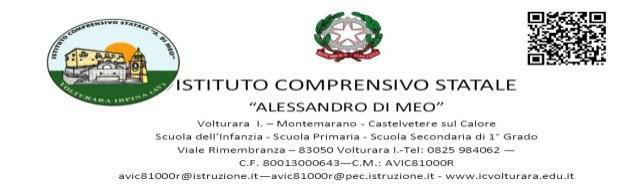 ISTITUTO COMPRENSIVO STATALE "A. DI MEO"
VOLTURARA IRPINA (AV)
ISTITUTO COMPRENSIVO STATALE
"ALESSANDRO DI MEO"
Volturara I. – Montemarano - Castelvetere sul Calore
Scuola dell'Infanzia - Scuola Primaria - Scuola Secondaria di 1° Grado
Viale Rimembranza – 83050 Volturara I.-Tel: 0825 984062 —
C.F. 80013000643—C.M.: AVIC81000R
avic81000r@istruzione.it—avic81000r@pec.istruzione.it - www.icvolturara.edu.it